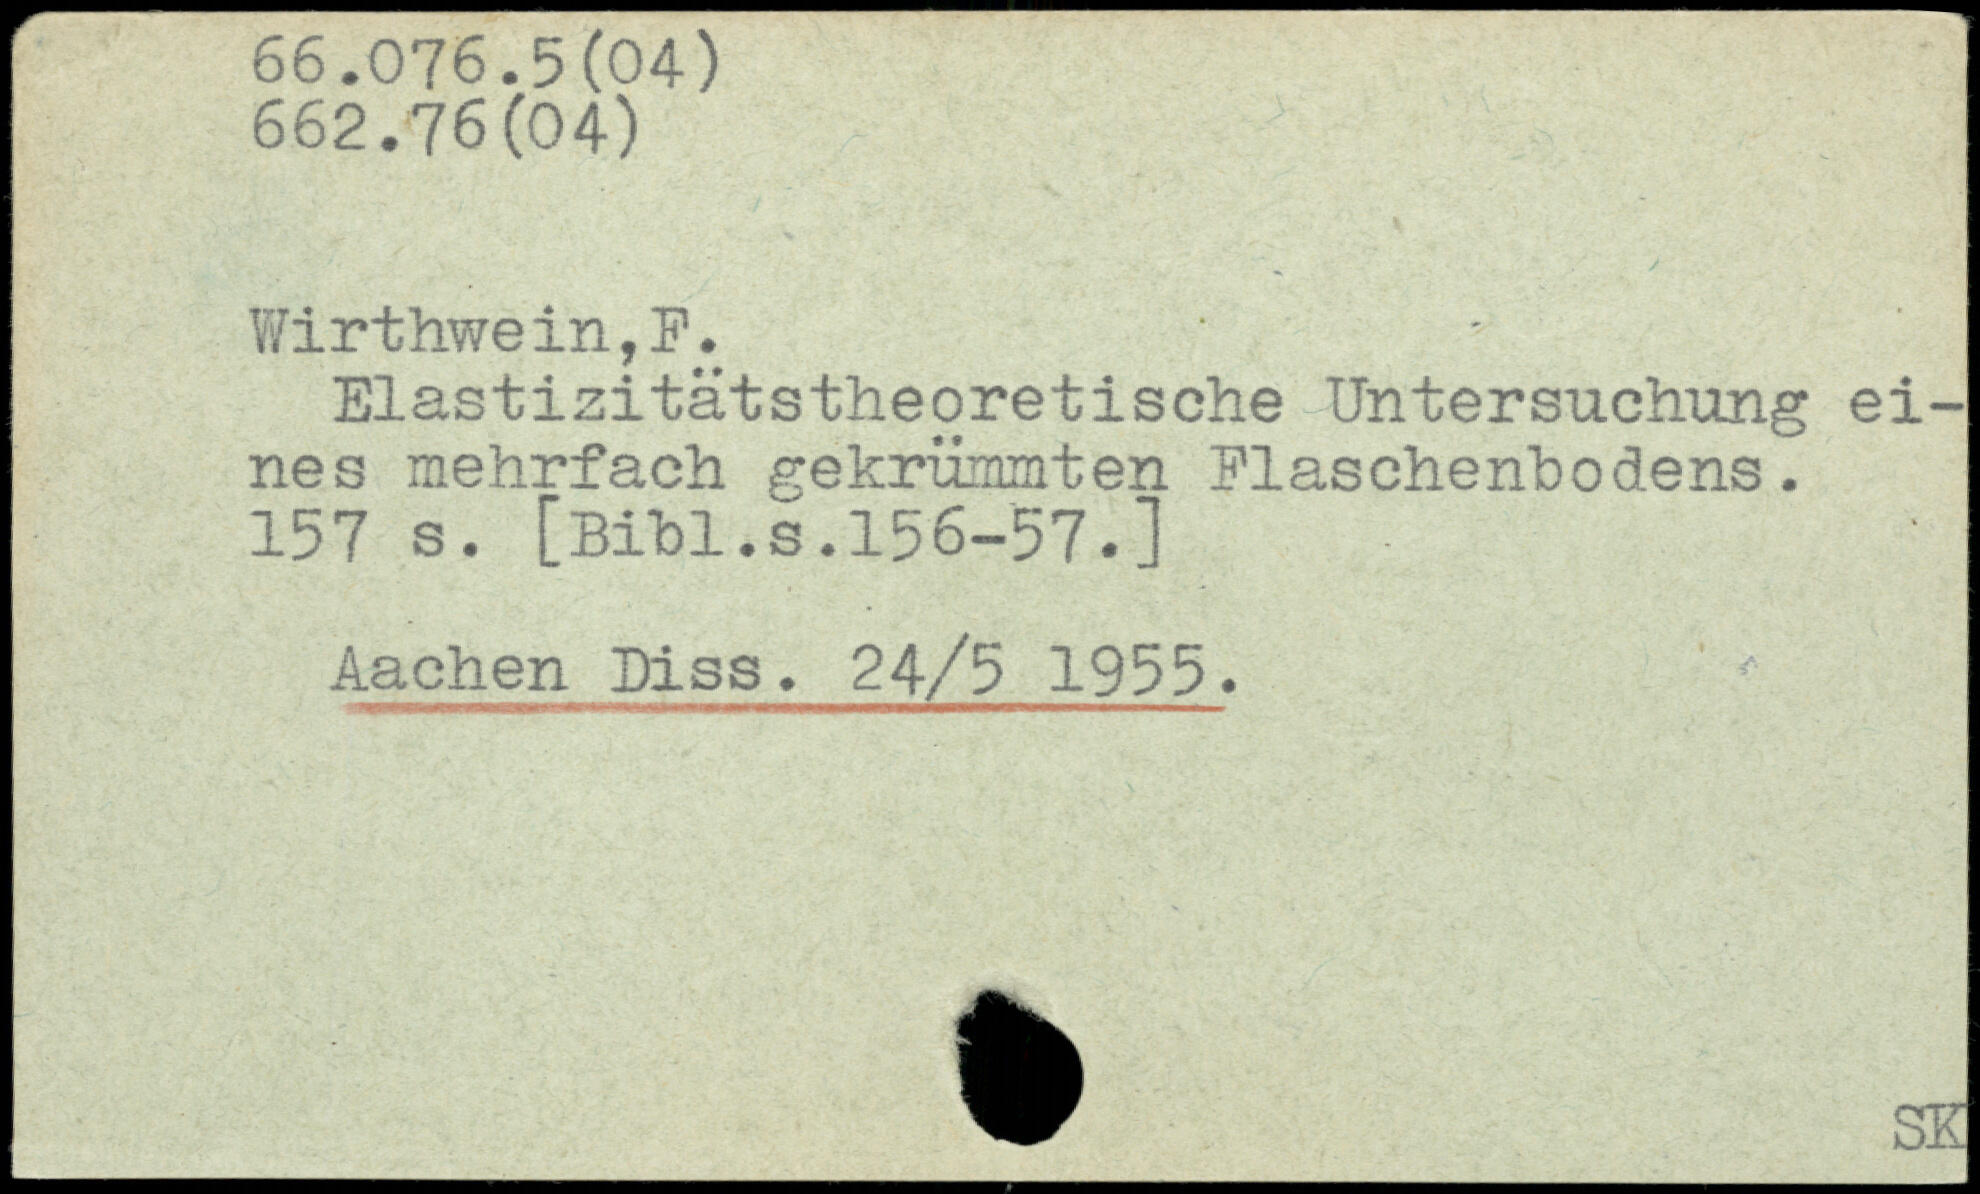 66.076.5(04)
662.76(04)
Wirthwein,F.
Elastizitätstheoretische Untersuchung ei-
nes mehrfach gekrümmten Flaschenbodens.
157 s. [Bibl.s.156-57.]
Aachen Diss. 24/5 1955.
SK